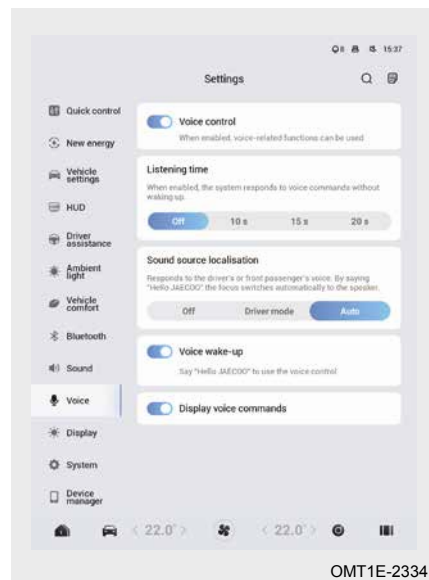 8 15:37
Settings
Quick control
New energy
Vehicle
settings
HUD
Driver
assistance
Ambient
light
Vehicle
comfort
Bluetooth
Sound
Voice
Display
System
Device
manager
Voice control
When enabled, voice-related functions can be used
Listening time
When enabled, the system responds to voice commands without
waking up.
Off 10 s 15 s 20 s
Sound source localisation
Responds to the driver's or front passenger's voice. By saying
"Hello JAECOO" the focus switches automatically to the speaker.
Off Driver mode Auto
Voice wake-up
Say "Hello JAECOO" to use the voice control
Display voice commands
< 22.0° > < 22.0° >
OMT1E-2334